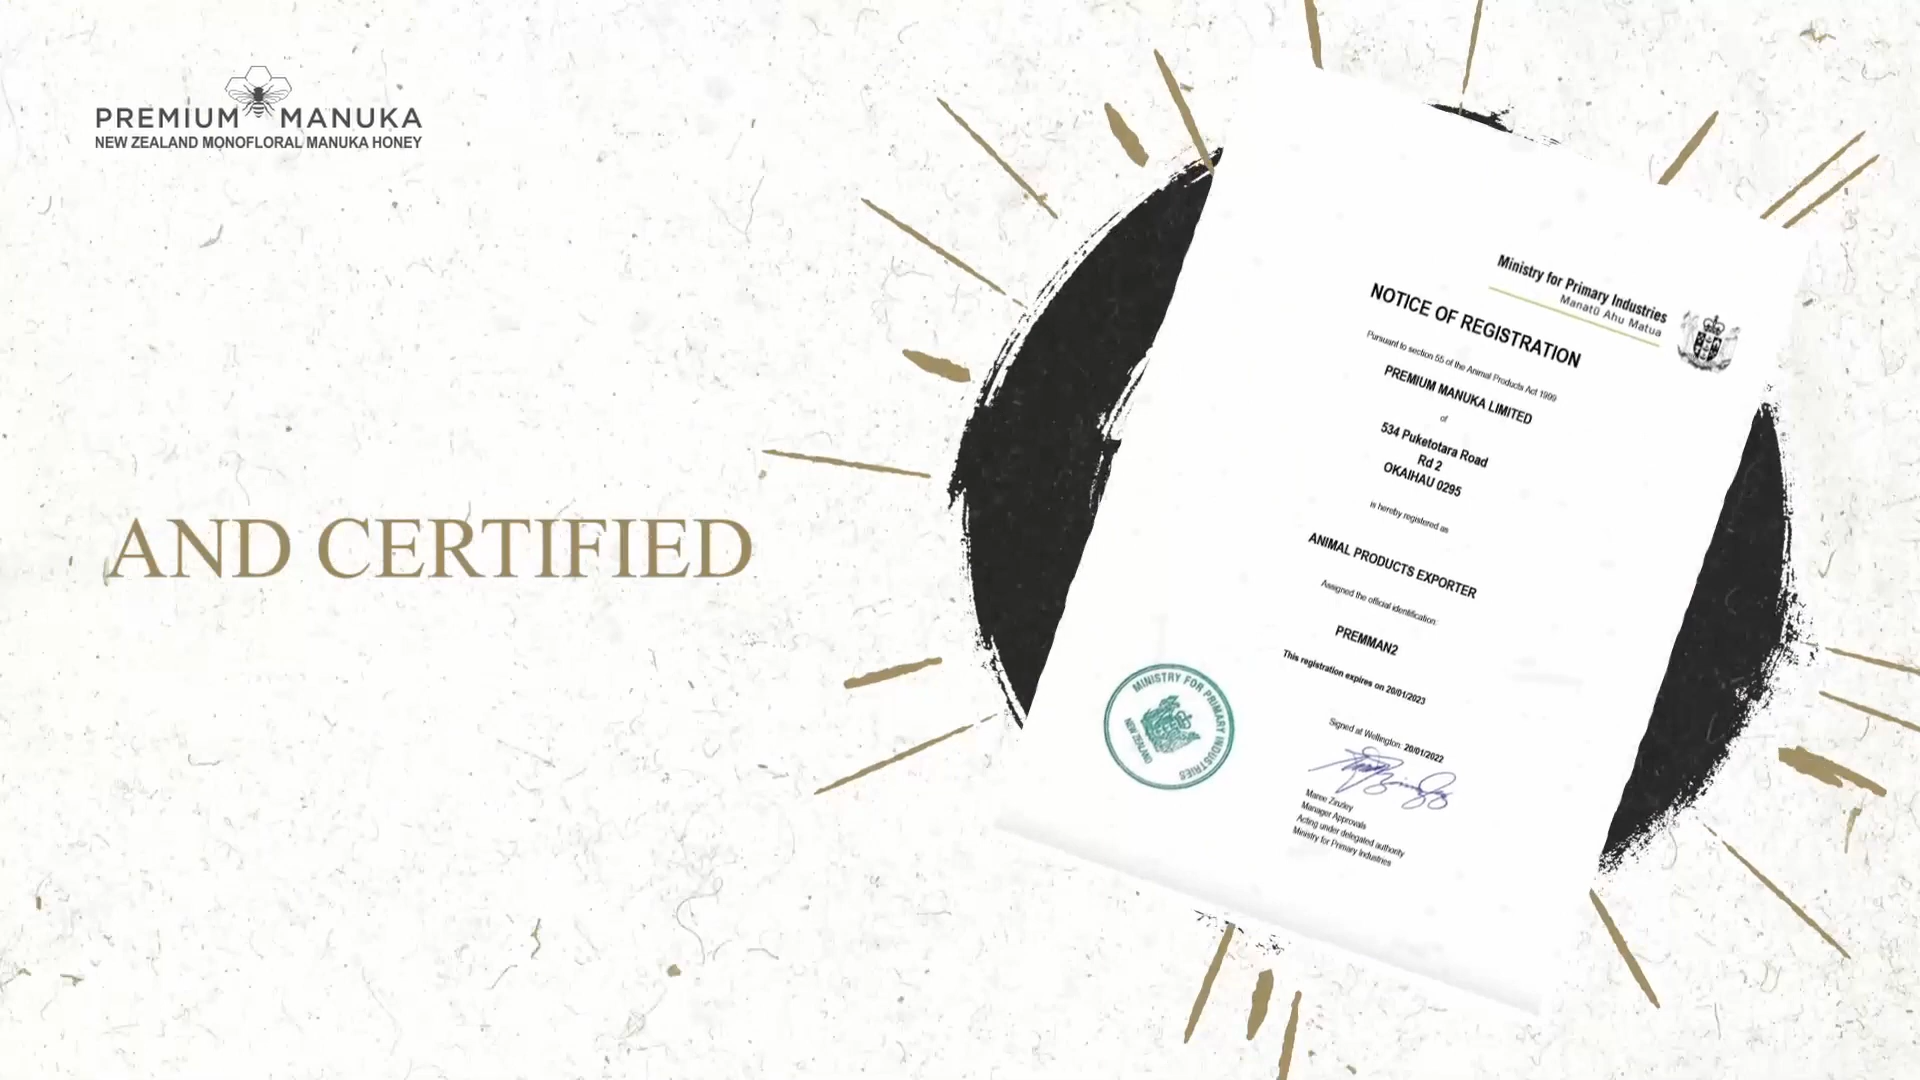 PREMIUM MANUKA
NEW ZEALAND MONOFLORAL MANUKA HONEY
AND CERTIFIED
Ministry for Primary Industries
Manatū Ahu Matua
NOTICE OF REGISTRATION
Pursuant to section 55 of the Animal Products Act 1999
PREMIUM MANUKA LIMITED
of
534 Puketotara Road
Rd 2
OKAIHAU 0295
is hereby registered as
ANIMAL PRODUCTS EXPORTER
Assigned the official identification:
PREMMAN2
This registration expires on 20/01/2023
Signed at Wellington: 20/01/2022
Maree Zinzley
Manager Approvals
Acting under delegated authority
Ministry for Primary Industries
MINISTRY FOR PRIMARY INDUSTRIES
NEW ZEALAND